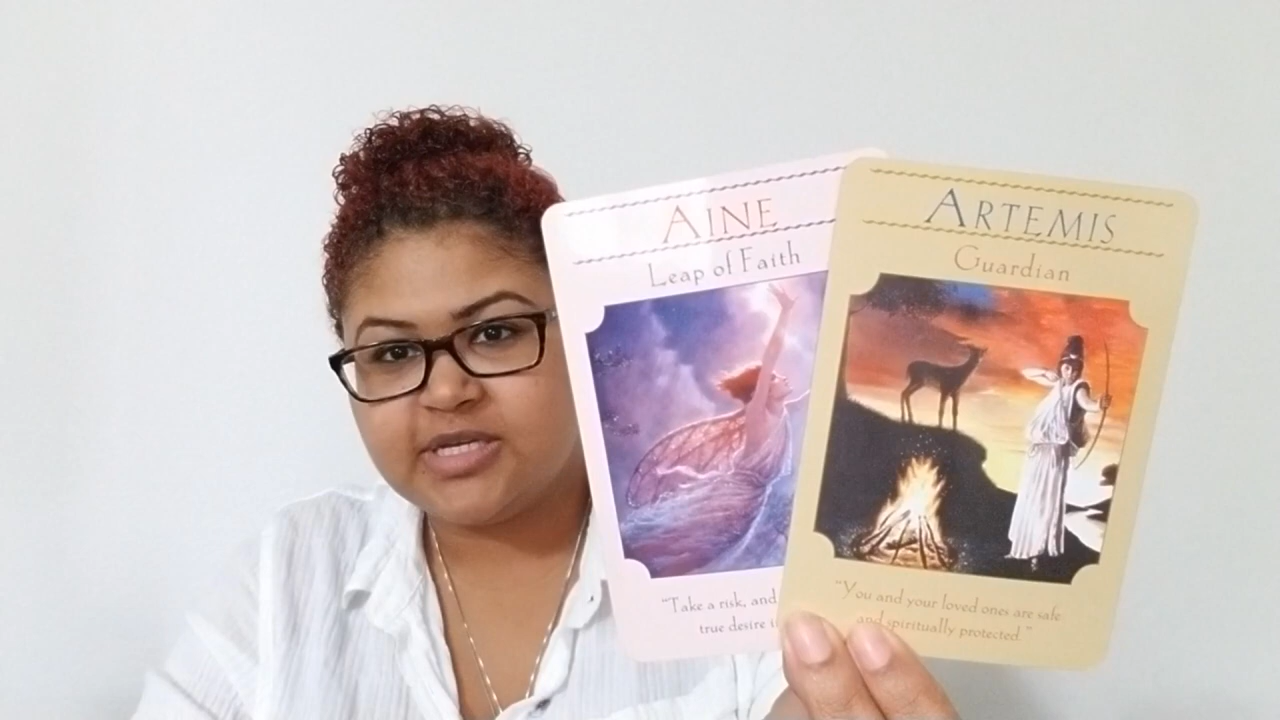 AINE
Leap of Faith
"Take a risk, and
true desire
ARTEMIS
Guardian
"You and your loved ones are safe
and spiritually protected."